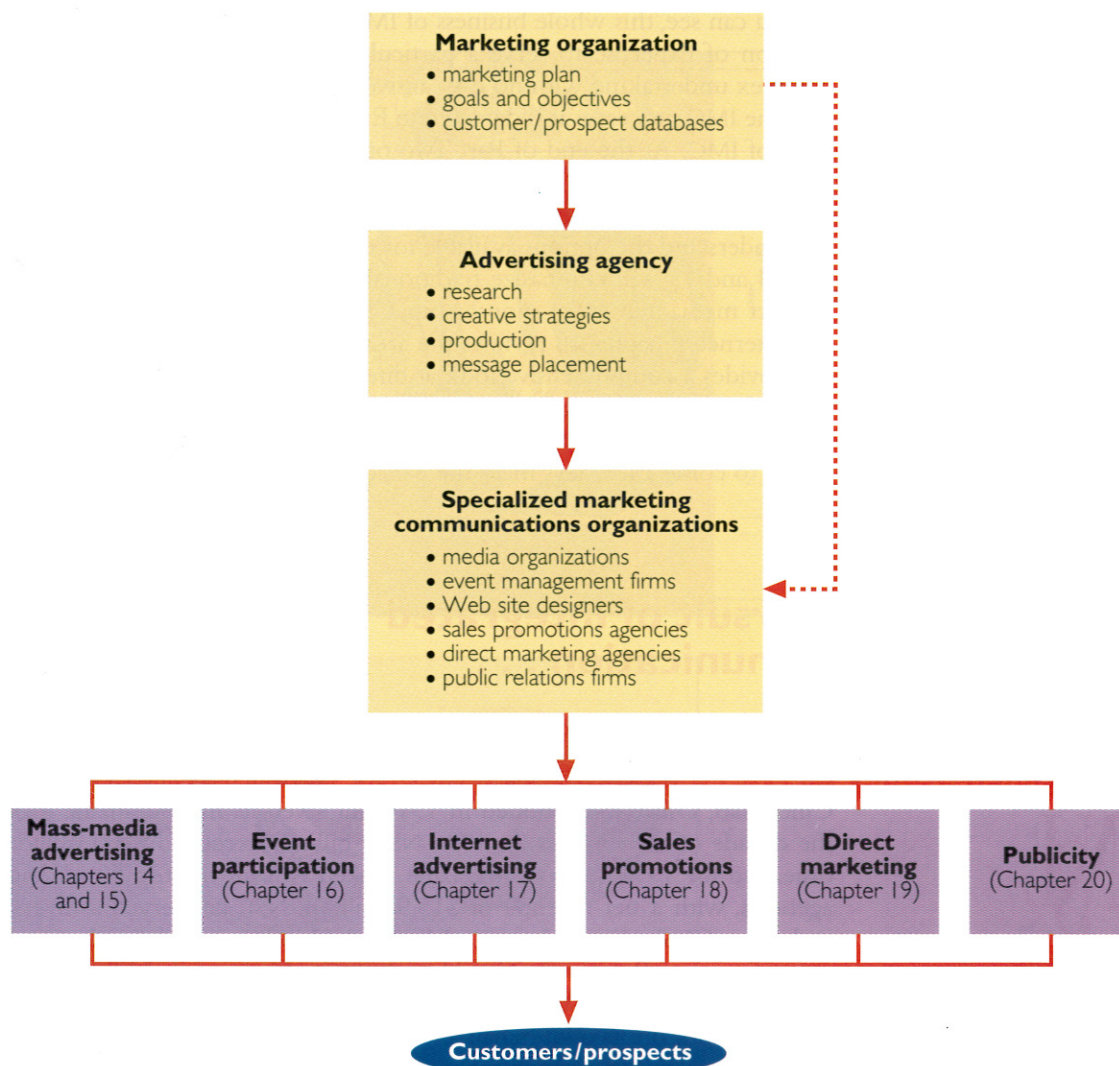 Marketing organization
• marketing plan
• goals and objectives
• customer/prospect databases
Advertising agency
• research
• creative strategies
• production
• message placement
Specialized marketing
communications organizations
• media organizations
• event management firms
• Web site designers
• sales promotions agencies
• direct marketing agencies
• public relations firms
Mass-media
advertising
(Chapters 14
and 15)
Event
participation
(Chapter 16)
Internet
advertising
(Chapter 17)
Sales
promotions
(Chapter 18)
Direct
marketing
(Chapter 19)
Publicity
(Chapter 20)
Customers/prospects